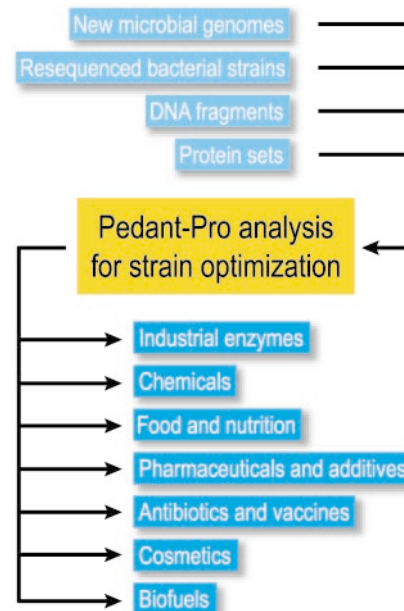 New microbial genomes
Resequenced bacterial strains
DNA fragments
Protein sets
Pedant-Pro analysis
for strain optimization
Industrial enzymes
Chemicals
Food and nutrition
Pharmaceuticals and additives
Antibiotics and vaccines
Cosmetics
Biofuels